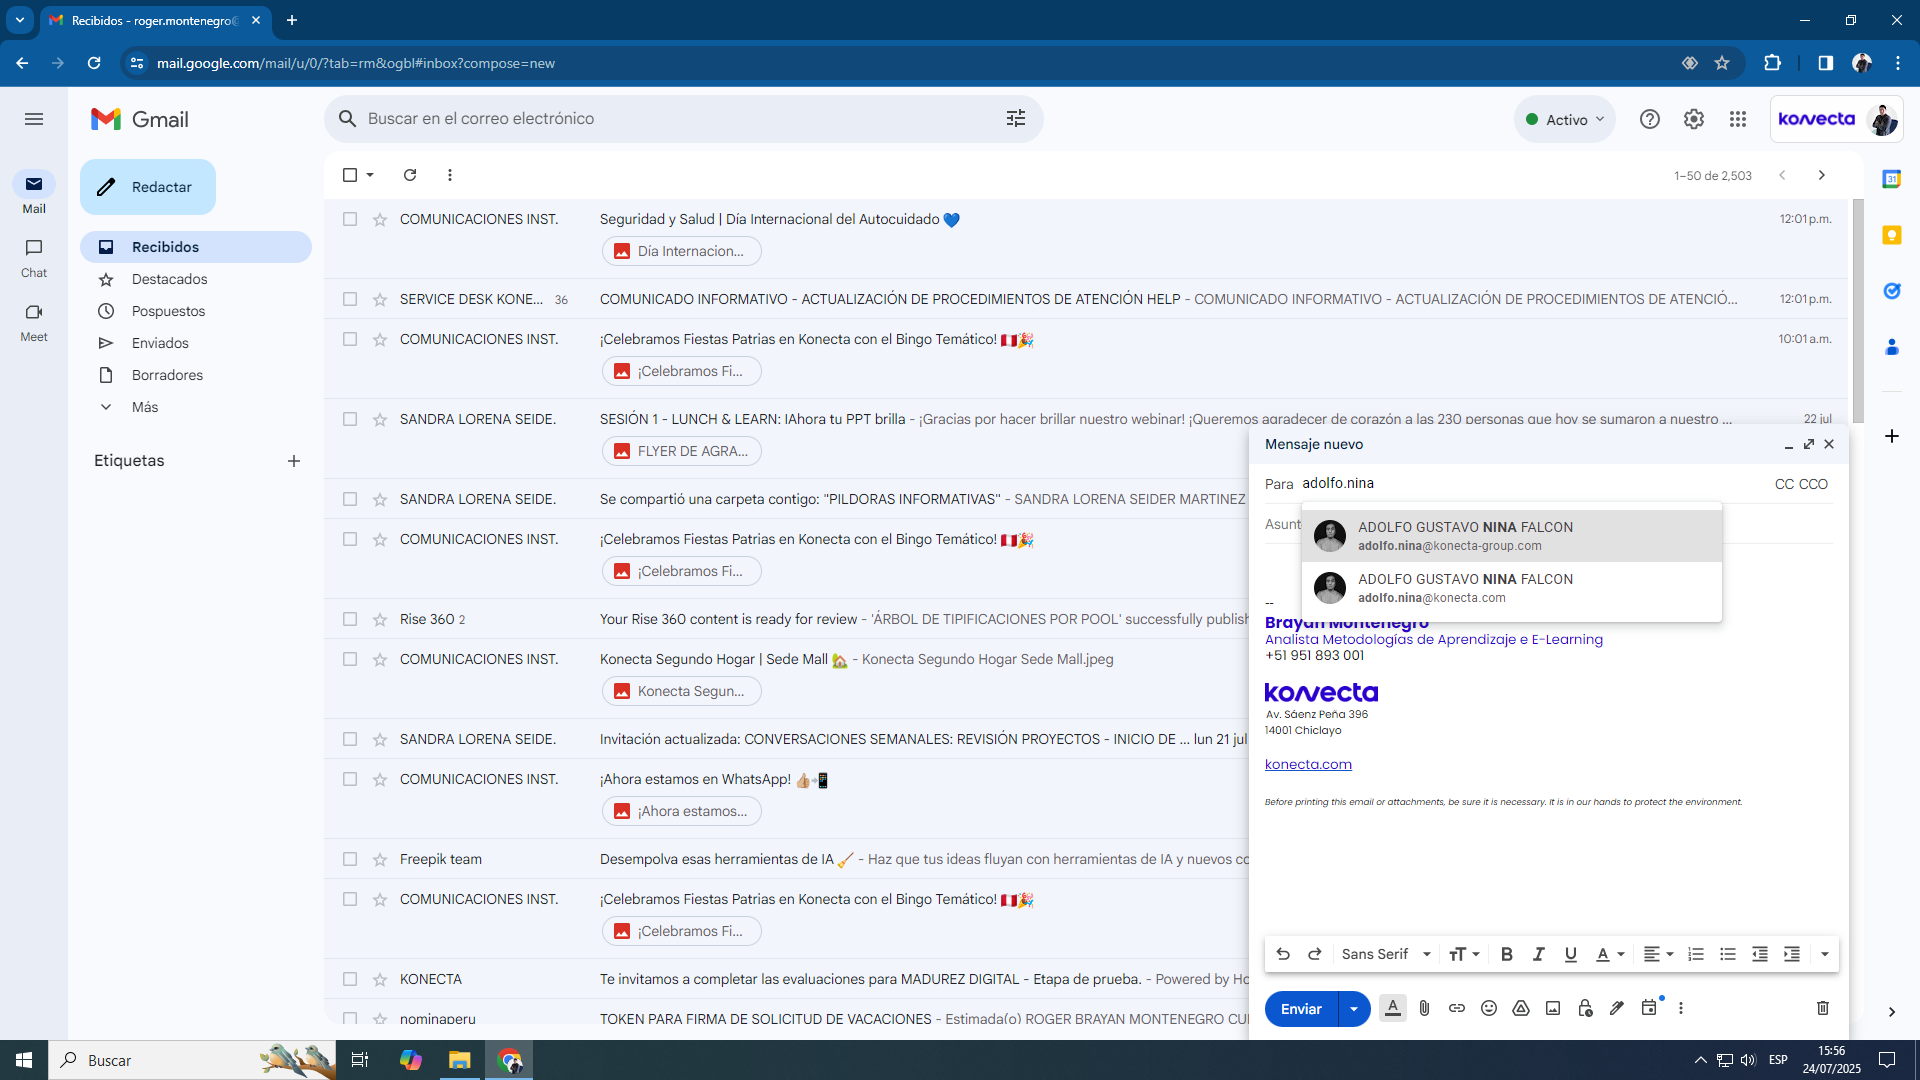 Recibidos - roger.montenegro@
mail.google.com/mail/u/0/?tab=rm&ogbl#inbox?compose=new
Gmail
Buscar en el correo electrónico
Activo
konecta
Redactar
Mail
Chat
Meet
Recibidos
Destacados
Pospuestos
Enviados
Borradores
Más
Etiquetas
1–50 de 2,503
COMUNICACIONES INST. Seguridad y Salud | Día Internacional del Autocuidado 💙 12:01 p.m.
Día Internacion...
SERVICE DESK KONE... 36 COMUNICADO INFORMATIVO - ACTUALIZACIÓN DE PROCEDIMIENTOS DE ATENCIÓN HELP - COMUNICADO INFORMATIVO - ACTUALIZACIÓN DE PROCEDIMIENTOS DE ATENCIÓ... 12:01 p.m.
COMUNICACIONES INST. ¡Celebramos Fiestas Patrias en Konecta con el Bingo Temático! 🇵🇪🎉 10:01 a.m.
¡Celebramos Fi...
SANDRA LORENA SEIDE. SESIÓN 1 - LUNCH & LEARN: IAhora tu PPT brilla - ¡Gracias por hacer brillar nuestro webinar! ¡Queremos agradecer de corazón a las 230 personas que hoy se sumaron a nuestro ... 22 jul
FLYER DE AGRA...
SANDRA LORENA SEIDE. Se compartió una carpeta contigo: "PILDORAS INFORMATIVAS" - SANDRA LORENA SEIDER MARTINEZ
COMUNICACIONES INST. ¡Celebramos Fiestas Patrias en Konecta con el Bingo Temático! 🇵🇪🎉
¡Celebramos Fi...
Rise 360 2 Your Rise 360 content is ready for review - 'ÁRBOL DE TIPIFICACIONES POR POOL' successfully publish
COMUNICACIONES INST. Konecta Segundo Hogar | Sede Mall 🏡 - Konecta Segundo Hogar Sede Mall.jpeg
Konecta Segun...
SANDRA LORENA SEIDE. Invitación actualizada: CONVERSACIONES SEMANALES: REVISIÓN PROYECTOS - INICIO DE ... lun 21 jul
COMUNICACIONES INST. ¡Ahora estamos en WhatsApp! 👍🏼📲
¡Ahora estamos...
Freepik team Desempolva esas herramientas de IA 🧹 - Haz que tus ideas fluyan con herramientas de IA y nuevos co
COMUNICACIONES INST. ¡Celebramos Fiestas Patrias en Konecta con el Bingo Temático! 🇵🇪🎉
¡Celebramos Fi...
KONECTA Te invitamos a completar las evaluaciones para MADUREZ DIGITAL - Etapa de prueba. - Powered by Ho
nominaperu TOKEN PARA FIRMA DE SOLICITUD DE VACACIONES - Estimada(o) ROGER BRAYAN MONTENEGRO CU
Mensaje nuevo
Para adolfo.nina CC CCO
Asunt
ADOLFO GUSTAVO NINA FALCON
adolfo.nina@konecta-group.com
ADOLFO GUSTAVO NINA FALCON
adolfo.nina@konecta.com
--
Brayan Montenegro
Analista Metodologías de Aprendizaje e E-Learning
+51 951 893 001
konecta
Av. Sáenz Peña 396
14001 Chiclayo
konecta.com
Before printing this email or attachments, be sure it is necessary. It is in our hands to protect the environment.
Sans Serif
Enviar
Buscar
ESP
15:56
24/07/2025